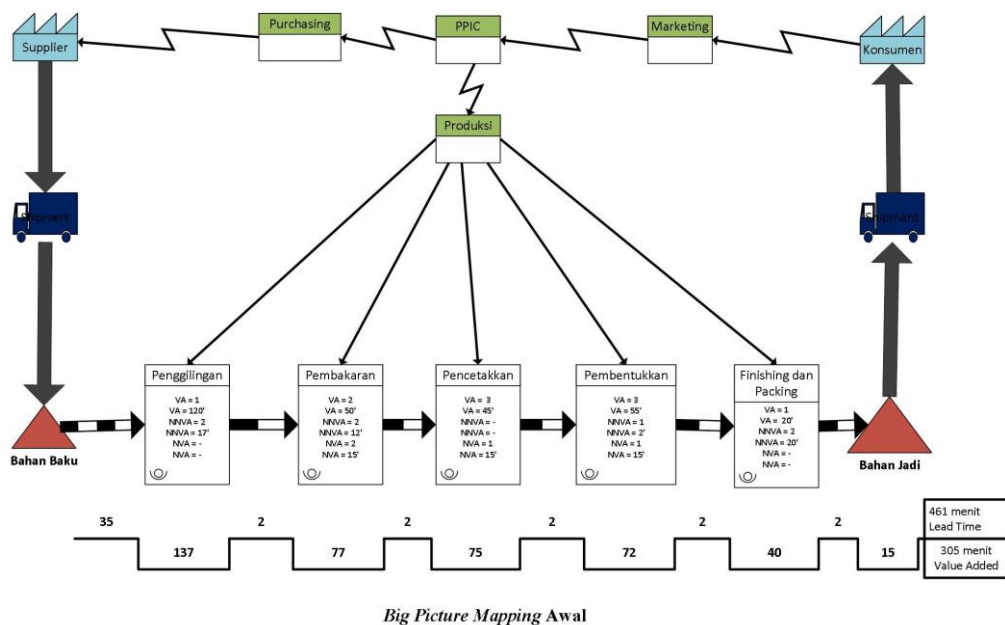 Purchasing
PPIC
Marketing
Supplier
Konsumen
Produksi
Shipment
Shipment
Penggilingan
VA = 1
VA = 120'
NNVA = 2
NNVA = 17'
NVA = -
NVA = -
Pembakaran
VA = 2
VA = 50'
NNVA = 2
NNVA = 12'
NVA = 2
NVA = 15'
Pencetakkan
VA = 3
VA = 45'
NNVA = -
NNVA = -
NVA = 1
NVA = 15'
Pembentukkan
VA = 3
VA = 55'
NNVA = 1
NNVA = 2'
NVA = 1
NVA = 15'
Finishing dan
Packing
VA = 1
VA = 20'
NNVA = 2
NNVA = 20'
NVA = -
NVA = -
Bahan Baku
Bahan Jadi
35
2
2
2
2
2
461 menit
Lead Time
137
77
75
72
40
15
305 menit
Value Added
Big Picture Mapping Awal